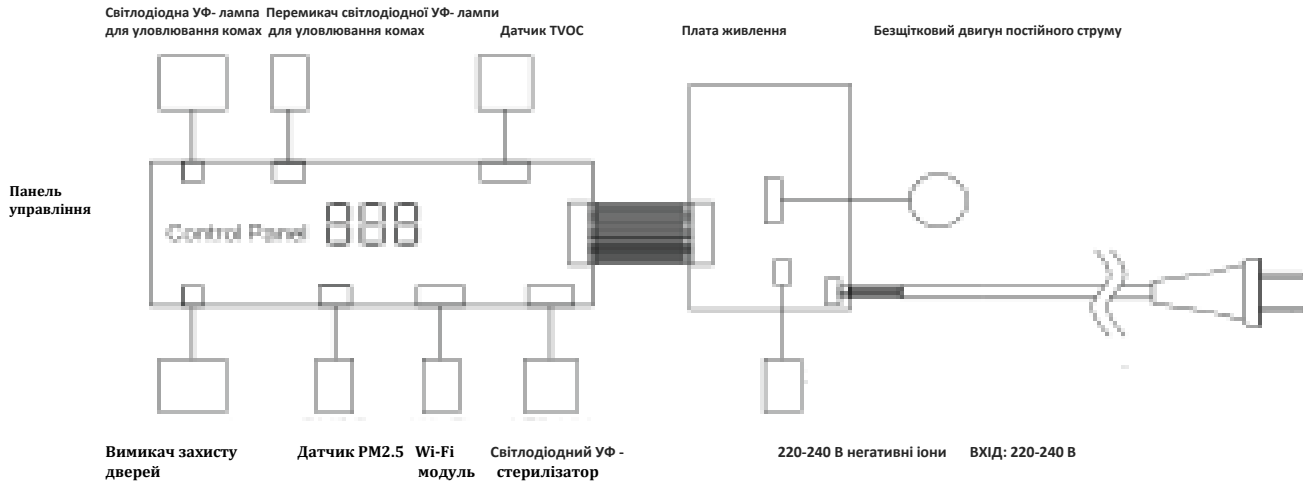 Світлодіодна УФ- лампа
для уловлювання комах
Перемикач світлодіодної УФ- лампи
для уловлювання комах
Датчик TVOC
Плата живлення
Безщітковий двигун постійного струму
Панель
управління
Control Panel 888
Вимикач захисту
дверей
Датчик PM2.5
Wi-Fi
модуль
Світлодіодний УФ -
стерилізатор
220-240 В негативні іони
ВХІД: 220-240 В